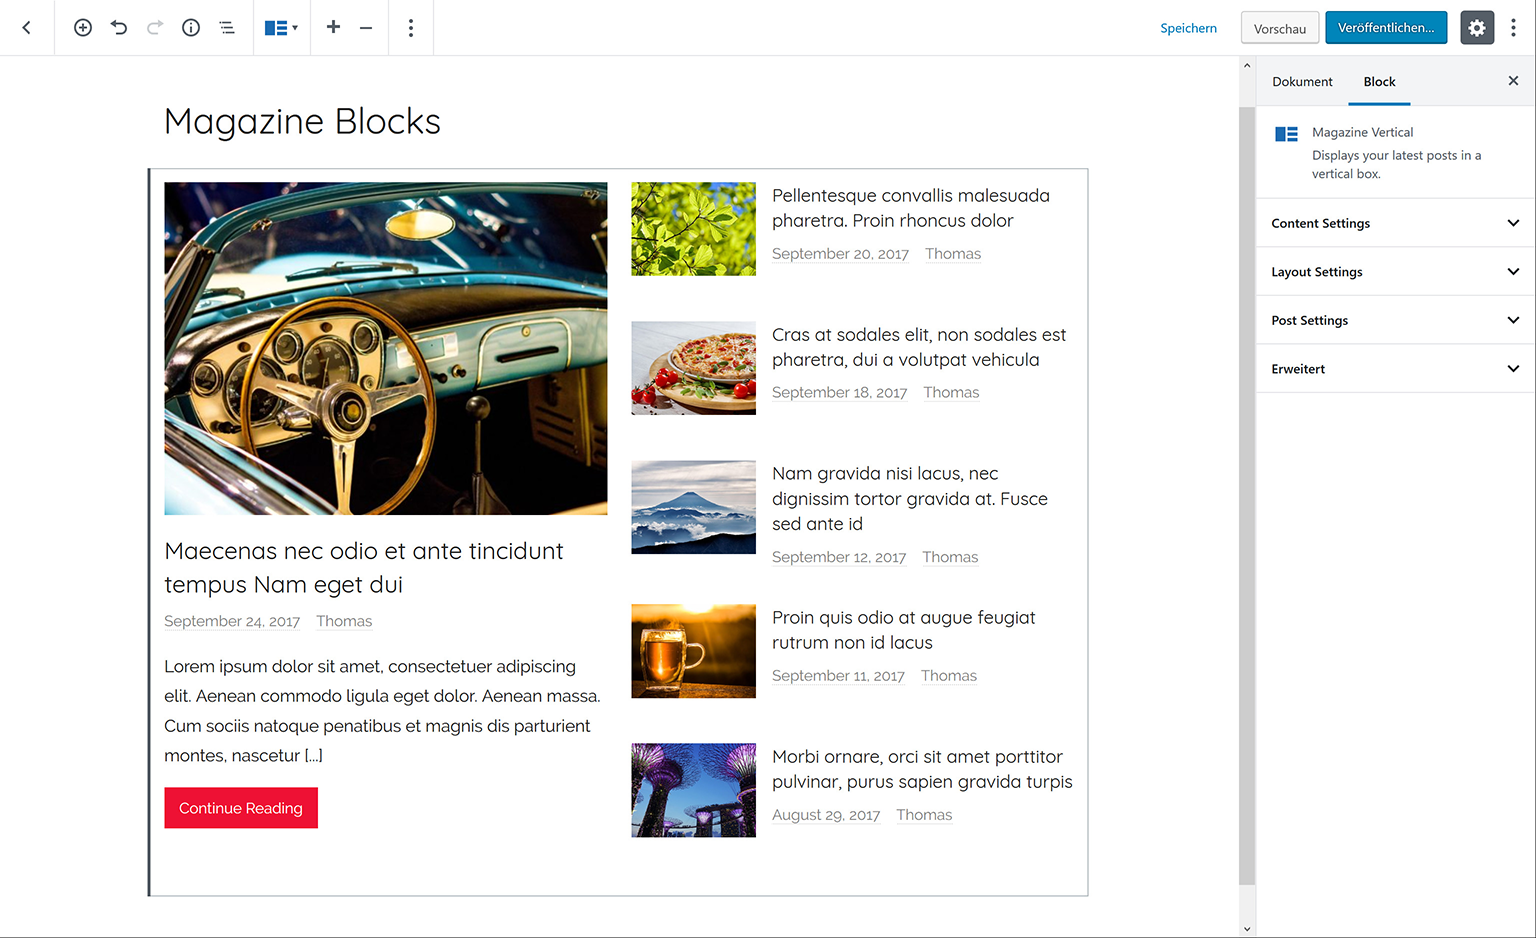 Speichern
Vorschau
Veröffentlichen...
Magazine Blocks
Maecenas nec odio et ante tincidunt
tempus Nam eget dui
September 24, 2017 Thomas
Lorem ipsum dolor sit amet, consectetuer adipiscing
elit. Aenean commodo ligula eget dolor. Aenean massa.
Cum sociis natoque penatibus et magnis dis parturient
montes, nascetur [...]
Continue Reading
Pellentesque convallis malesuada
pharetra. Proin rhoncus dolor
September 20, 2017 Thomas
Cras at sodales elit, non sodales est
pharetra, dui a volutpat vehicula
September 18, 2017 Thomas
Nam gravida nisi lacus, nec
dignissim tortor gravida at. Fusce
sed ante id
September 12, 2017 Thomas
Proin quis odio at augue feugiat
rutrum non id lacus
September 11, 2017 Thomas
Morbi ornare, orci sit amet porttitor
pulvinar, purus sapien gravida turpis
August 29, 2017 Thomas
Dokument
Block
Magazine Vertical
Displays your latest posts in a
vertical box.
Content Settings
Layout Settings
Post Settings
Erweitert